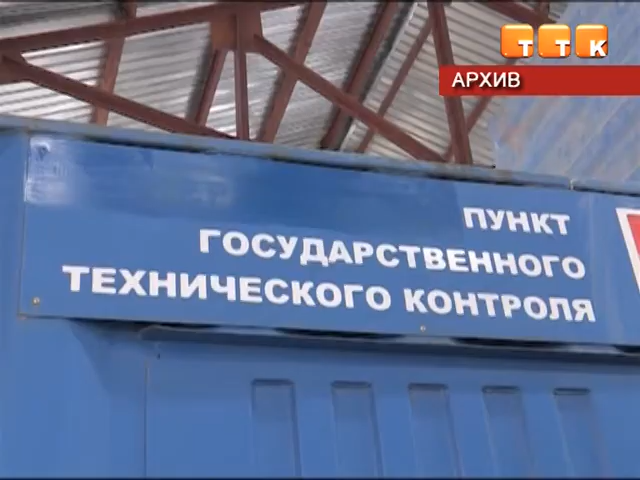 ТТК
АРХИВ
ПУНКТ
ГОСУДАРСТВЕННОГО
ТЕХНИЧЕСКОГО КОНТРОЛЯ